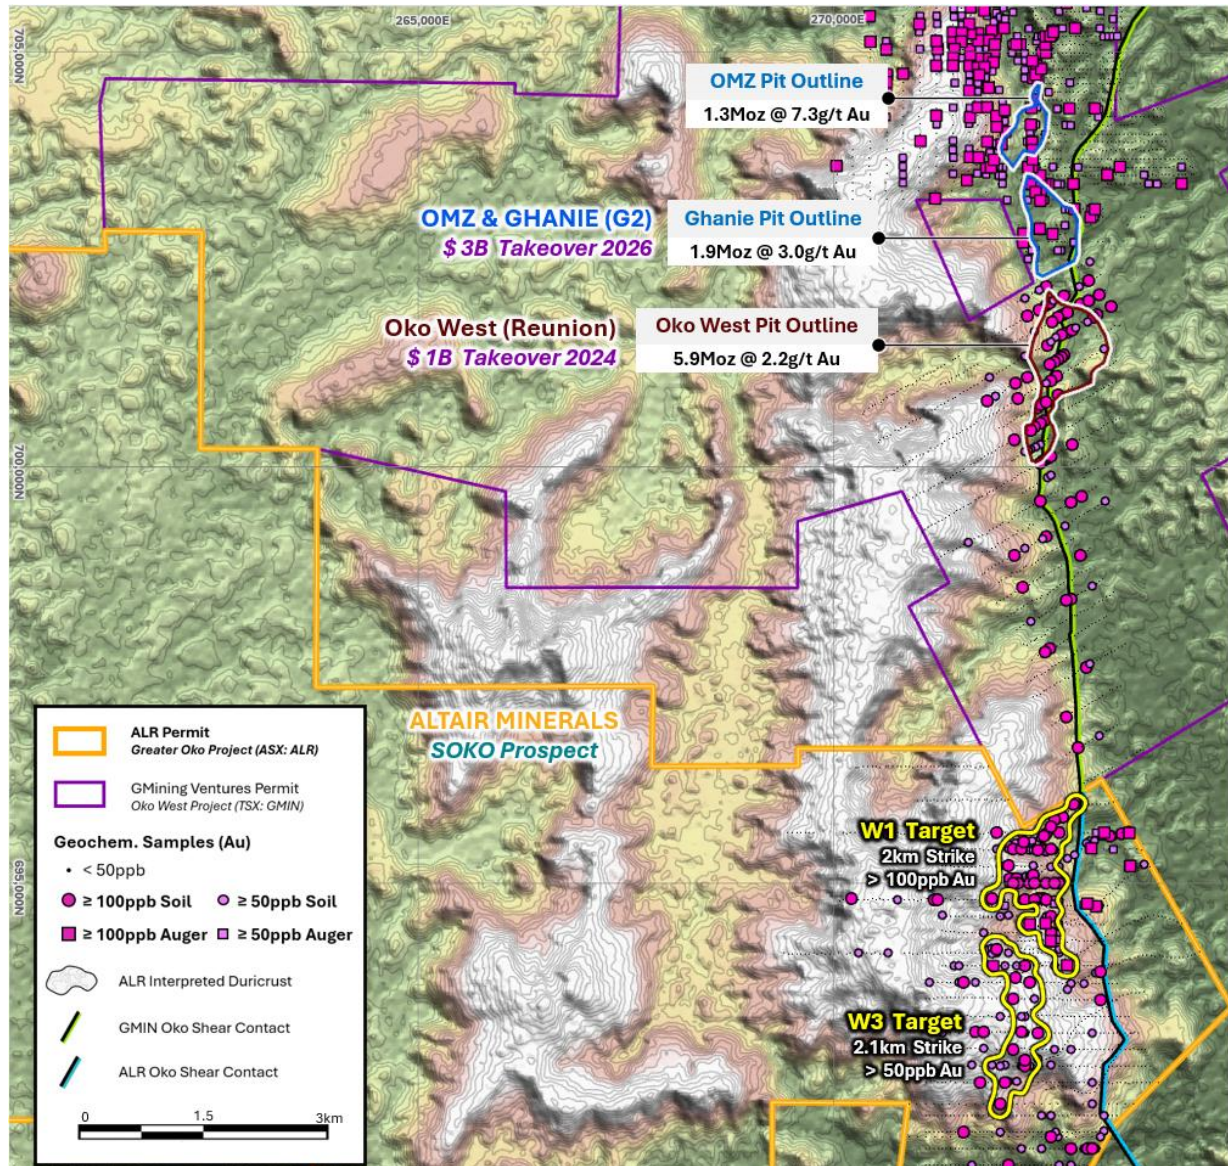 265,000E
270,000E
705,000N
OMZ Pit Outline
1.3Moz @ 7.3g/t Au
OMZ & GHANIE (G2)
$ 3B Takeover 2026
Ghanie Pit Outline
1.9Moz @ 3.0g/t Au
Oko West (Reunion)
$ 1B Takeover 2024
Oko West Pit Outline
5.9Moz @ 2.2g/t Au
700,000N
ALTAIR MINERALS
SOKO Prospect
695,000N
W1 Target
2km Strike
> 100ppb Au
W3 Target
2.1km Strike
> 50ppb Au
ALR Permit
Greater Oko Project (ASX: ALR)
GMining Ventures Permit
Oko West Project (TSX: GMIN)
Geochem. Samples (Au)
< 50ppb
≥ 100ppb Soil
≥ 50ppb Soil
≥ 100ppb Auger
≥ 50ppb Auger
ALR Interpreted Duricrust
GMIN Oko Shear Contact
ALR Oko Shear Contact
0 1.5 3km